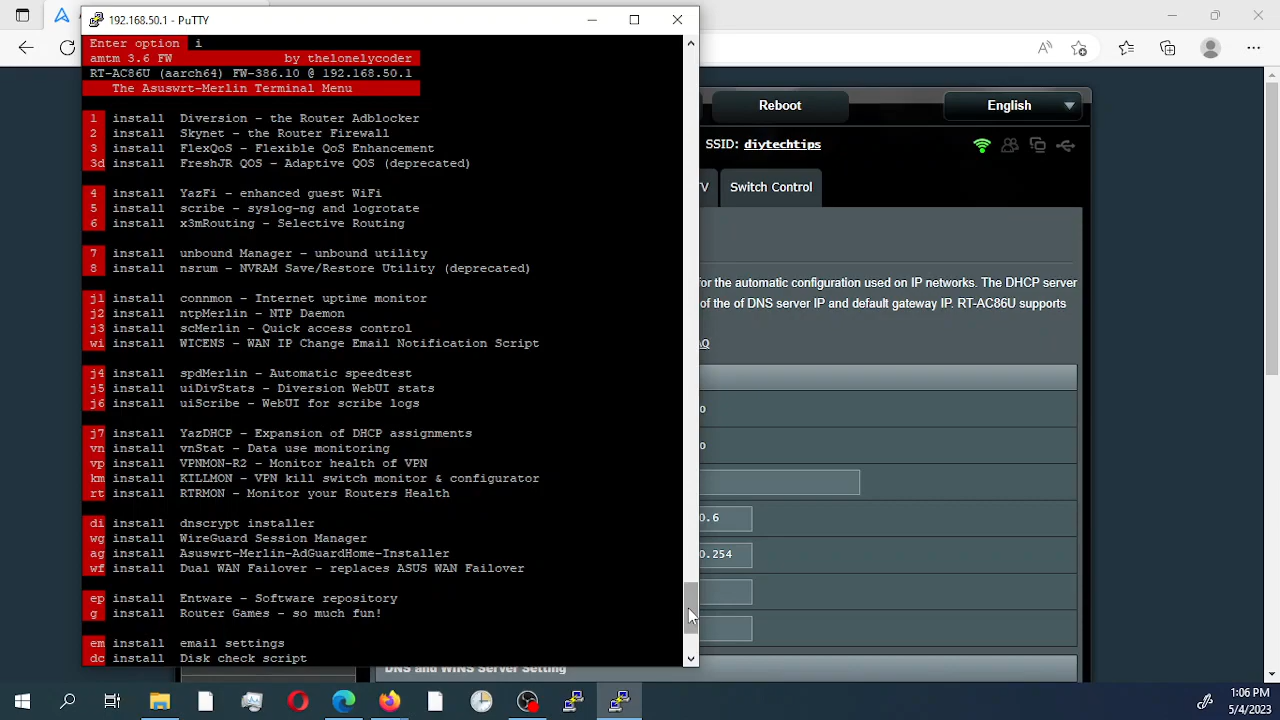 192.168.50.1 - PuTTY
Enter option i
amtm 3.6 FW by thelonelycoder
RT-AC86U (aarch64) FW-386.10 @ 192.168.50.1
The Asuswrt-Merlin Terminal Menu
1 install Diversion - the Router Adblocker
2 install Skynet - the Router Firewall
3 install FlexQoS - Flexible QoS Enhancement
3d install FreshJR QOS - Adaptive QOS (deprecated)
4 install YazFi - enhanced guest WiFi
5 install scribe - syslog-ng and logrotate
6 install x3mRouting - Selective Routing
7 install unbound Manager - unbound utility
8 install nsrum - NVRAM Save/Restore Utility (deprecated)
j1 install connmon - Internet uptime monitor
j2 install ntpMerlin - NTP Daemon
j3 install scMerlin - Quick access control
wi install WICENS - WAN IP Change Email Notification Script
j4 install spdMerlin - Automatic speedtest
j5 install uiDivStats - Diversion WebUI stats
j6 install uiScribe - WebUI for scribe logs
j7 install YazDHCP - Expansion of DHCP assignments
vn install vnStat - Data use monitoring
vp install VPNMON-R2 - Monitor health of VPN
km install KILLMON - VPN kill switch monitor & configurator
rt install RTRMON - Monitor your Routers Health
di install dnscrypt installer
wg install WireGuard Session Manager
ag install Asuswrt-Merlin-AdGuardHome-Installer
wf install Dual WAN Failover - replaces ASUS WAN Failover
ep install Entware - Software repository
g install Router Games - so much fun!
em install email settings
dc install Disk check script
Reboot English
SSID: divtechtips
V Switch Control
for the automatic configuration used on IP networks. The DHCP server
of the of DNS server IP and default gateway IP. RT-AC86U supports
AQ
o
o
0.6
0.254
DNS and WINS Server Setting
1:06 PM
5/4/2023